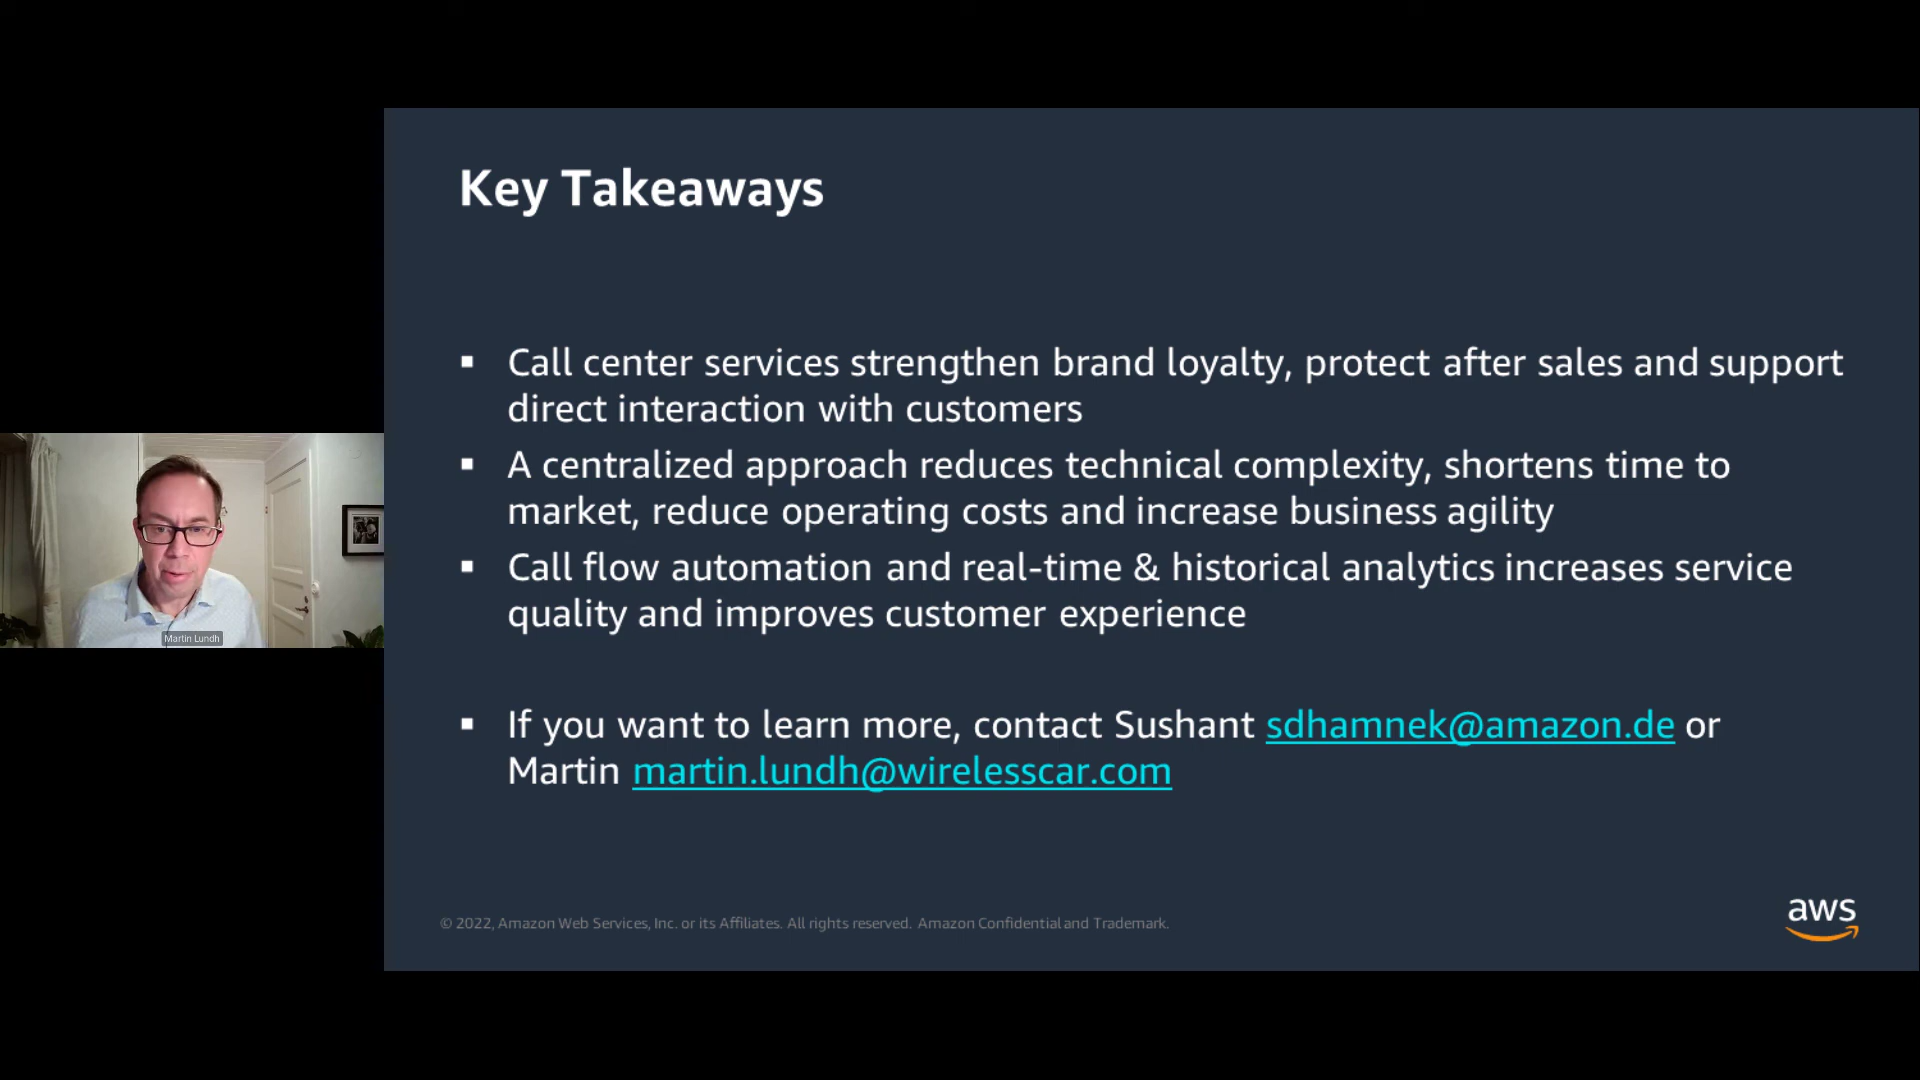 Key Takeaways
▪ Call center services strengthen brand loyalty, protect after sales and support
direct interaction with customers
▪ A centralized approach reduces technical complexity, shortens time to
market, reduce operating costs and increase business agility
▪ Call flow automation and real-time & historical analytics increases service
quality and improves customer experience
▪ If you want to learn more, contact Sushant sdhamnek@amazon.de or
Martin martin.lundh@wirelesscar.com
Martin Lundh
© 2022, Amazon Web Services, Inc. or its Affiliates. All rights reserved. Amazon Confidential and Trademark.
aws